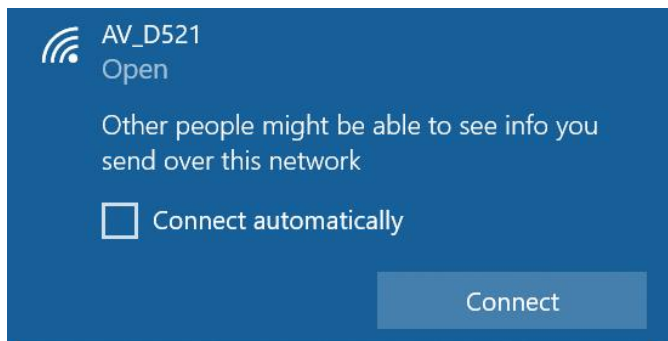 AV_D521
Open
Other people might be able to see info you
send over this network
Connect automatically
Connect